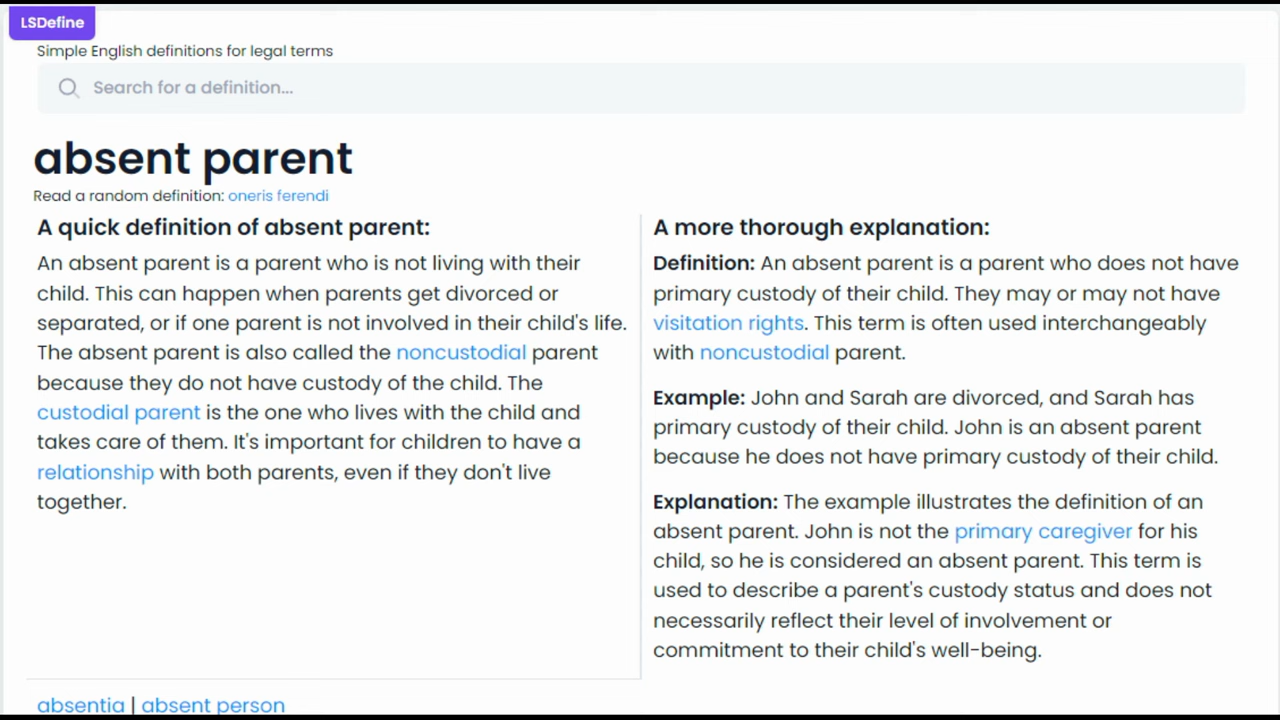 LSDefine
Simple English definitions for legal terms
Search for a definition...
absent parent
Read a random definition: oneris ferendi
A quick definition of absent parent:
An absent parent is a parent who is not living with their
child. This can happen when parents get divorced or
separated, or if one parent is not involved in their child's life.
The absent parent is also called the noncustodial parent
because they do not have custody of the child. The
custodial parent is the one who lives with the child and
takes care of them. It's important for children to have a
relationship with both parents, even if they don't live
together.
A more thorough explanation:
Definition: An absent parent is a parent who does not have
primary custody of their child. They may or may not have
visitation rights. This term is often used interchangeably
with noncustodial parent.
Example: John and Sarah are divorced, and Sarah has
primary custody of their child. John is an absent parent
because he does not have primary custody of their child.
Explanation: The example illustrates the definition of an
absent parent. John is not the primary caregiver for his
child, so he is considered an absent parent. This term is
used to describe a parent's custody status and does not
necessarily reflect their level of involvement or
commitment to their child's well-being.
absentia | absent person